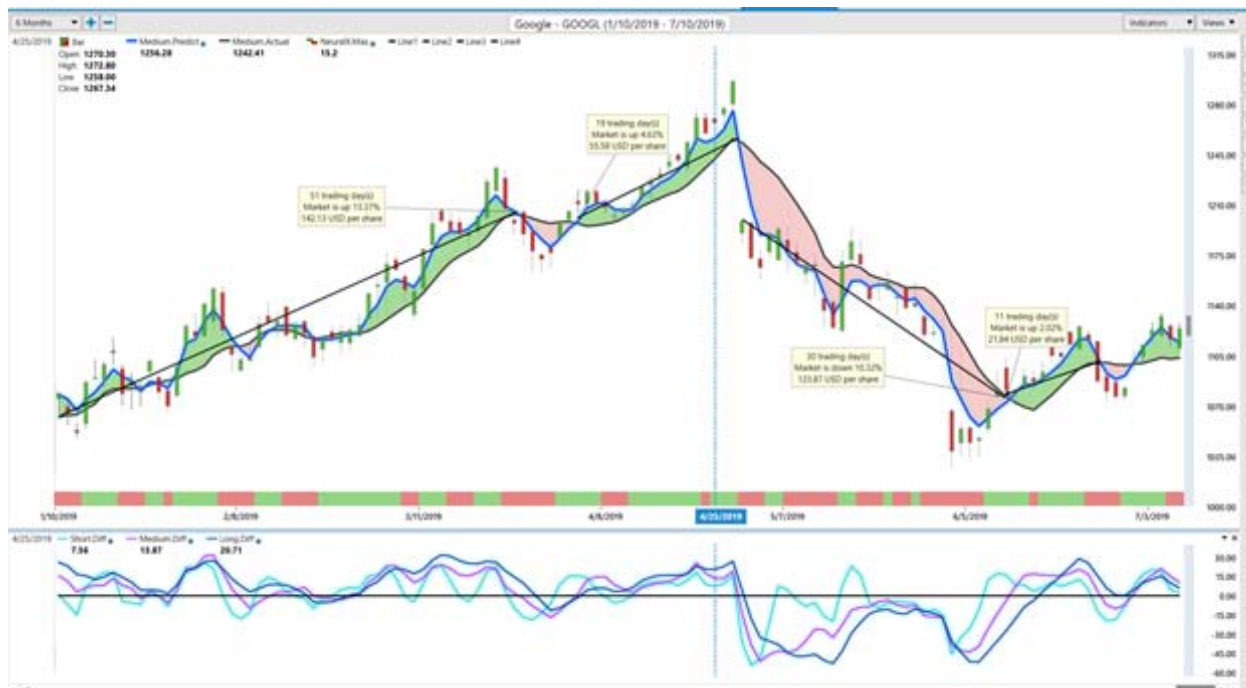 6 Months
Google - GOOGL (1/10/2019 - 7/10/2019)
Indicators
Views
4/25/2019 Bar Medium.Predict Medium.Actual Line1 Line2 Line3 Line4
Open 1270.30 1256.28 1242.41 15.2
High 1272.80
Low 1258.00
Close 1267.34
1315.00
1280.00
1245.00
1210.00
1175.00
1140.00
1105.00
1070.00
1035.00
1000.00
19 trading day(s)
Market is up 4.62%
55.58 USD per share
51 trading day(s)
Market is up 13.27%
142.13 USD per share
11 trading day(s)
Market is up 2.02%
21.84 USD per share
30 trading day(s)
Market is down 10.32%
123.87 USD per share
1/10/2019 2/8/2019 3/11/2019 4/8/2019 4/25/2019 5/7/2019 6/5/2019 7/3/2019
4/25/2019 Short.Diff Medium.Diff Long.Diff
7.56 13.87 20.71
30.00
15.00
0.00
-15.00
-30.00
-45.00
-60.00